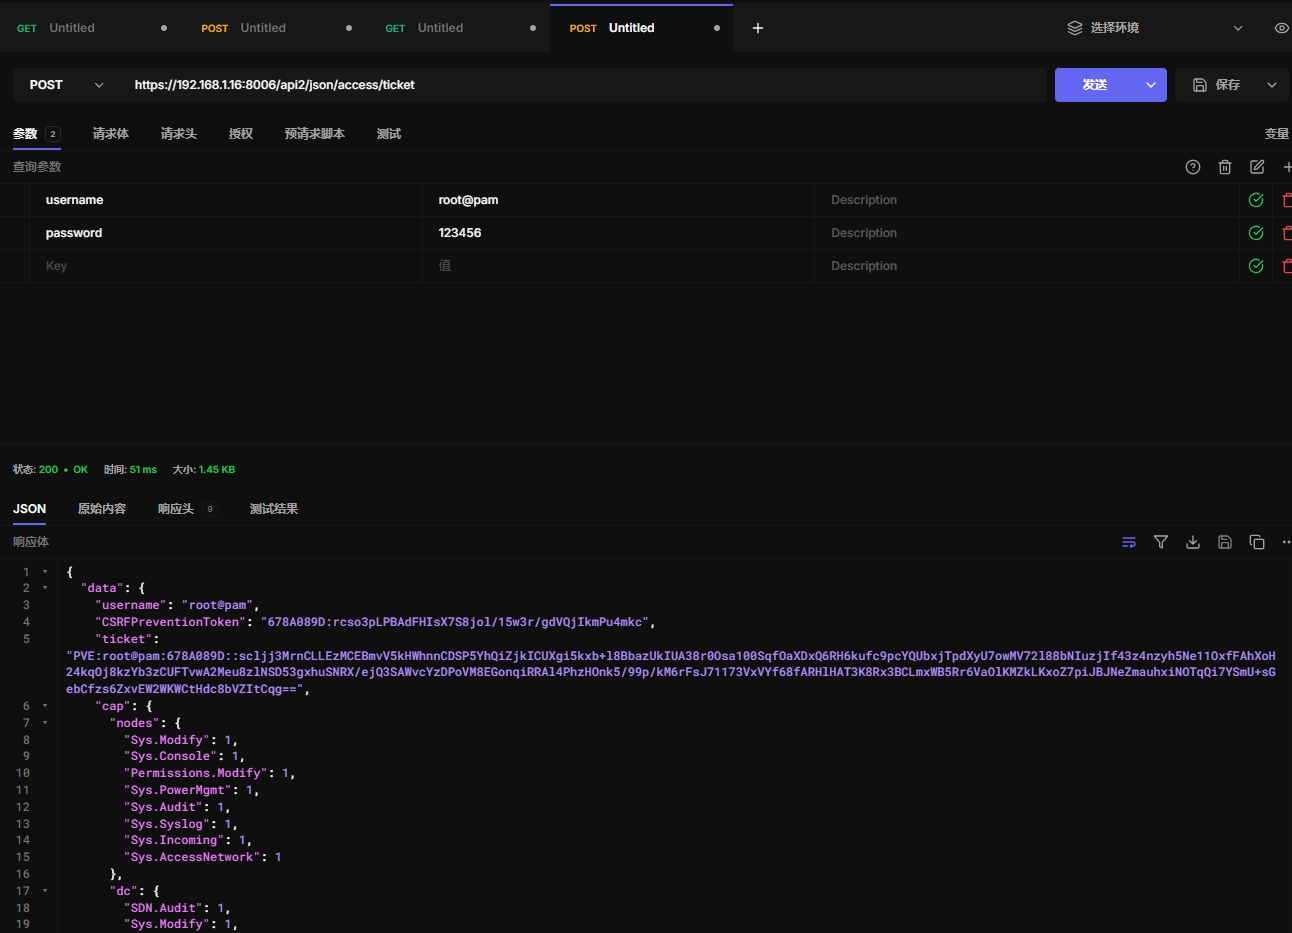 GET Untitled POST Untitled GET Untitled POST Untitled 选择环境
POST https://192.168.1.16:8006/api2/json/access/ticket 发送 保存
参数 2 请求体 请求头 授权 预请求脚本 测试 变量
查询参数
username root@pam Description
password 123456 Description
Key 值 Description
状态: 200 • OK 时间: 51 ms 大小: 1.45 KB
JSON 原始内容 响应头 9 测试结果
响应体
1 {
2 "data": {
3 "username": "root@pam",
4 "CSRFPreventionToken": "678A089D:rcso3pLPBAdFHIsX7S8jol/15w3r/gdVQjIkmPu4mkc",
5 "ticket":
"PVE:root@pam:678A089D::scljj3MrnCLLEzMCEBmvV5kHWhnnCDSP5YhQiZjkICUXgi5kxb+l8BbazUkIUA38r0Osa100SqfOaXDxQ6RH6kufc9pcYQUbxjTpdXyU7owMV72l88bNIuzjIf43z4nzyh5Ne11OxfFAhXoH
24kqOj8kzYb3zCUFTvwA2Meu8zlNSD53gxhuSNRX/ejQ3SAWvcYzDPoVM8EGonqiRRAl4PhzHOnk5/99p/kM6rFsJ71173VxVYf68fARHlHAT3K8Rx3BCLmxWB5Rr6VaOlKMZkLKxoZ7piJBJNeZmauhxiNOTqQi7YSmU+sG
ebCfzs6ZxvEW2WKWCtHdc8bVZItCqg==",
6 "cap": {
7 "nodes": {
8 "Sys.Modify": 1,
9 "Sys.Console": 1,
10 "Permissions.Modify": 1,
11 "Sys.PowerMgmt": 1,
12 "Sys.Audit": 1,
13 "Sys.Syslog": 1,
14 "Sys.Incoming": 1,
15 "Sys.AccessNetwork": 1
16 },
17 "dc": {
18 "SDN.Audit": 1,
19 "Sys.Modify": 1,